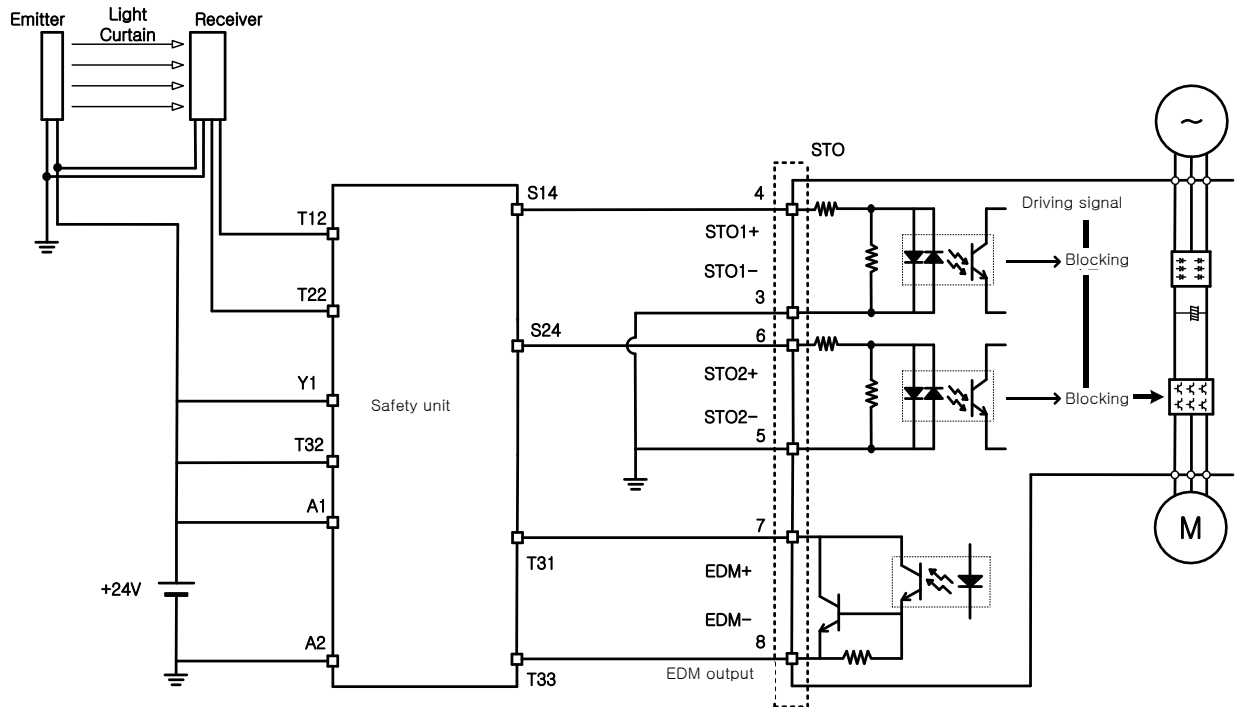 Emitter
Light
Curtain
Receiver
STO
S14
4
Driving signal
T12
STO1+
Blocking
STO1-
T22
3
S24
6
STO2+
Y1
Safety unit
Blocking
STO2-
T32
5
A1
7
M
T31
+24V
EDM+
EDM-
A2
8
T33
EDM output
~